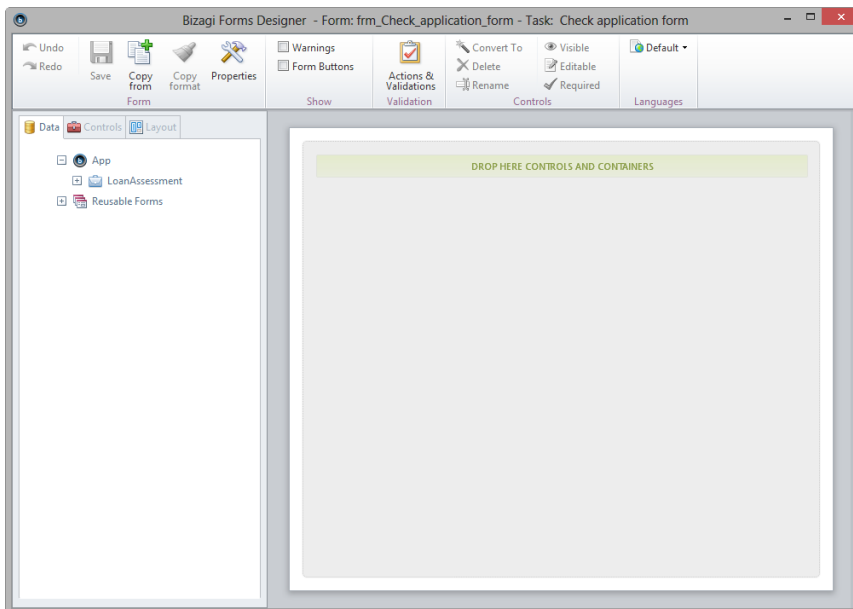 Bizagi Forms Designer - Form: frm_Check_application_form - Task: Check application form
Undo
Redo
Save
Copy from
Copy format
Properties
Form
Warnings
Form Buttons
Show
Actions & Validations
Validation
Convert To
Delete
Rename
Visible
Editable
Required
Controls
Default
Languages
Data
Controls
Layout
App
LoanAssessment
Reusable Forms
DROP HERE CONTROLS AND CONTAINERS